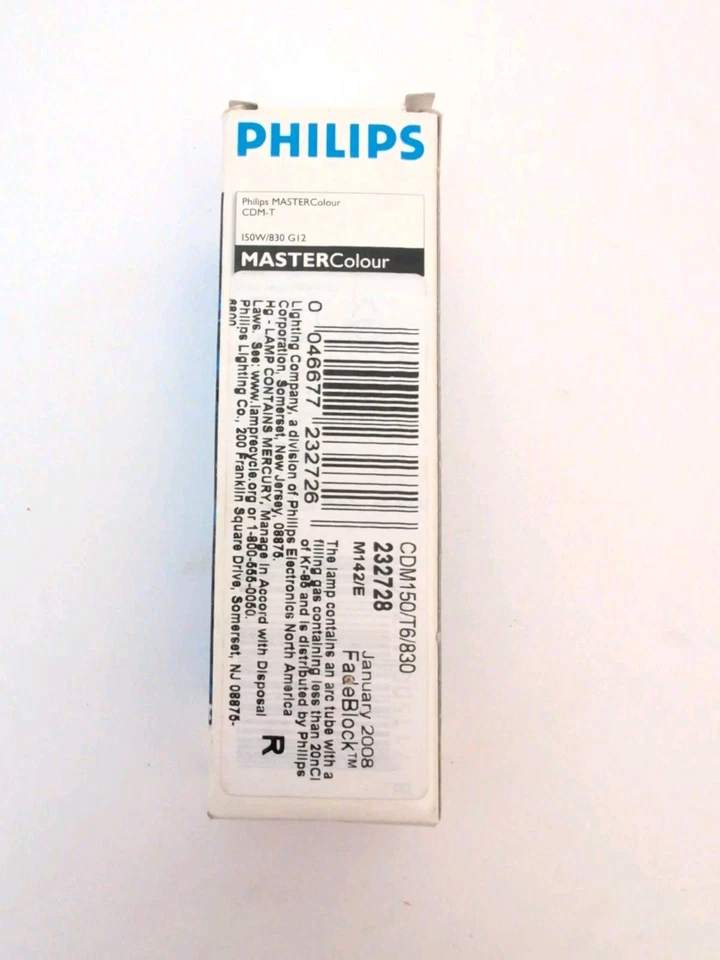 PHILIPS
Philips MASTERColour
CDM-T
150W/830 G12
MASTERColour
CDM150/T6/830
232728
M142/E
January 2008
FadeBlock™
0 046677 232726
The lamp contains an arc tube with a
filling gas containing less than 20nCi
of Kr-85 and is distributed by Philips
Lighting Company, a division of Philips Electronics North America
Corporation, Somerset, New Jersey, 08875.
Hg - LAMP CONTAINS MERCURY, Manage in Accord with Disposal
Laws. See: www.lamprecycle.org or 1-800-555-0050.
Philips Lighting Co., 200 Franklin Square Drive, Somerset, NJ 08875-
6800
R